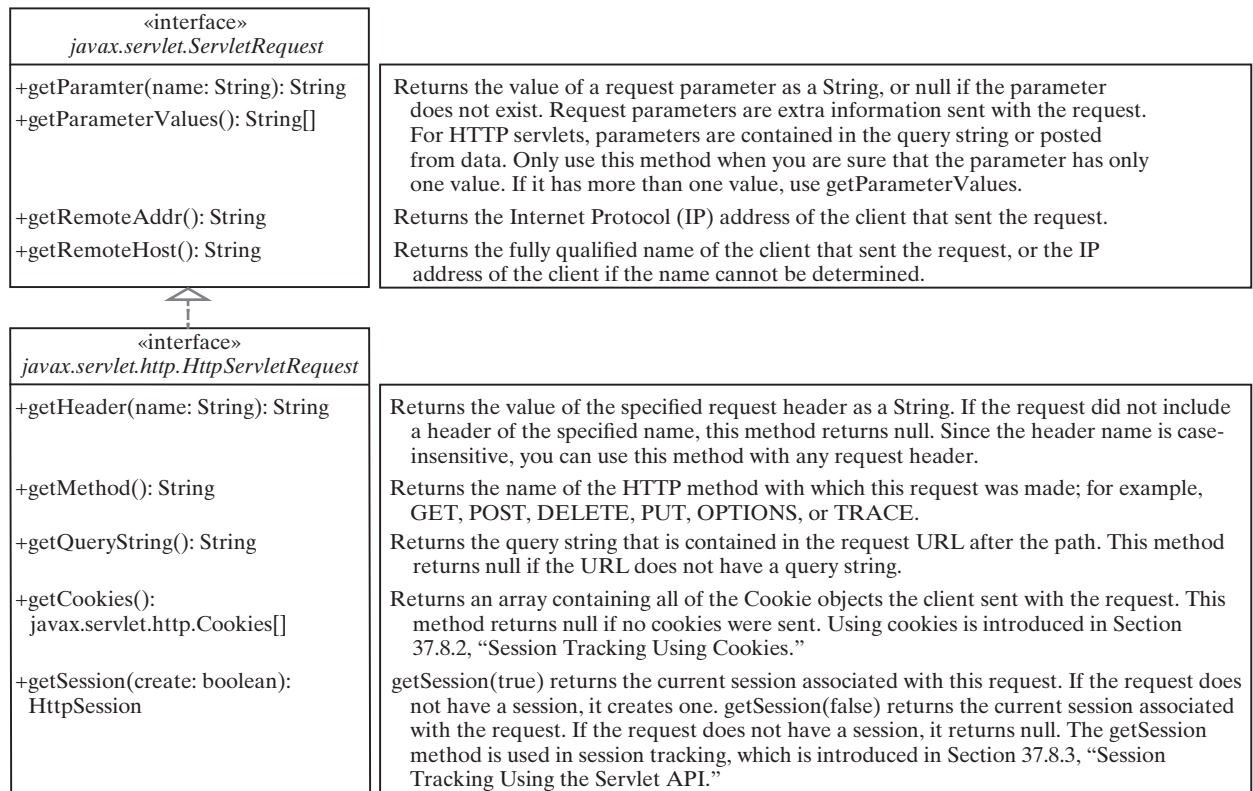 «interface»
javax.servlet.ServletRequest
+getParamter(name: String): String
+getParameterValues(): String[]
Returns the value of a request parameter as a String, or null if the parameter
does not exist. Request parameters are extra information sent with the request.
For HTTP servlets, parameters are contained in the query string or posted
from data. Only use this method when you are sure that the parameter has only
one value. If it has more than one value, use getParameterValues.
+getRemoteAddr(): String
Returns the Internet Protocol (IP) address of the client that sent the request.
+getRemoteHost(): String
Returns the fully qualified name of the client that sent the request, or the IP
address of the client if the name cannot be determined.
«interface»
javax.servlet.http.HttpServletRequest
+getHeader(name: String): String
Returns the value of the specified request header as a String. If the request did not include
a header of the specified name, this method returns null. Since the header name is case-
insensitive, you can use this method with any request header.
+getMethod(): String
Returns the name of the HTTP method with which this request was made; for example,
GET, POST, DELETE, PUT, OPTIONS, or TRACE.
+getQueryString(): String
Returns the query string that is contained in the request URL after the path. This method
returns null if the URL does not have a query string.
+getCookies():
javax.servlet.http.Cookies[]
Returns an array containing all of the Cookie objects the client sent with the request. This
method returns null if no cookies were sent. Using cookies is introduced in Section
37.8.2, “Session Tracking Using Cookies.”
+getSession(create: boolean):
HttpSession
getSession(true) returns the current session associated with this request. If the request does
not have a session, it creates one. getSession(false) returns the current session associated
with the request. If the request does not have a session, it returns null. The getSession
method is used in session tracking, which is introduced in Section 37.8.3, “Session
Tracking Using the Servlet API.”